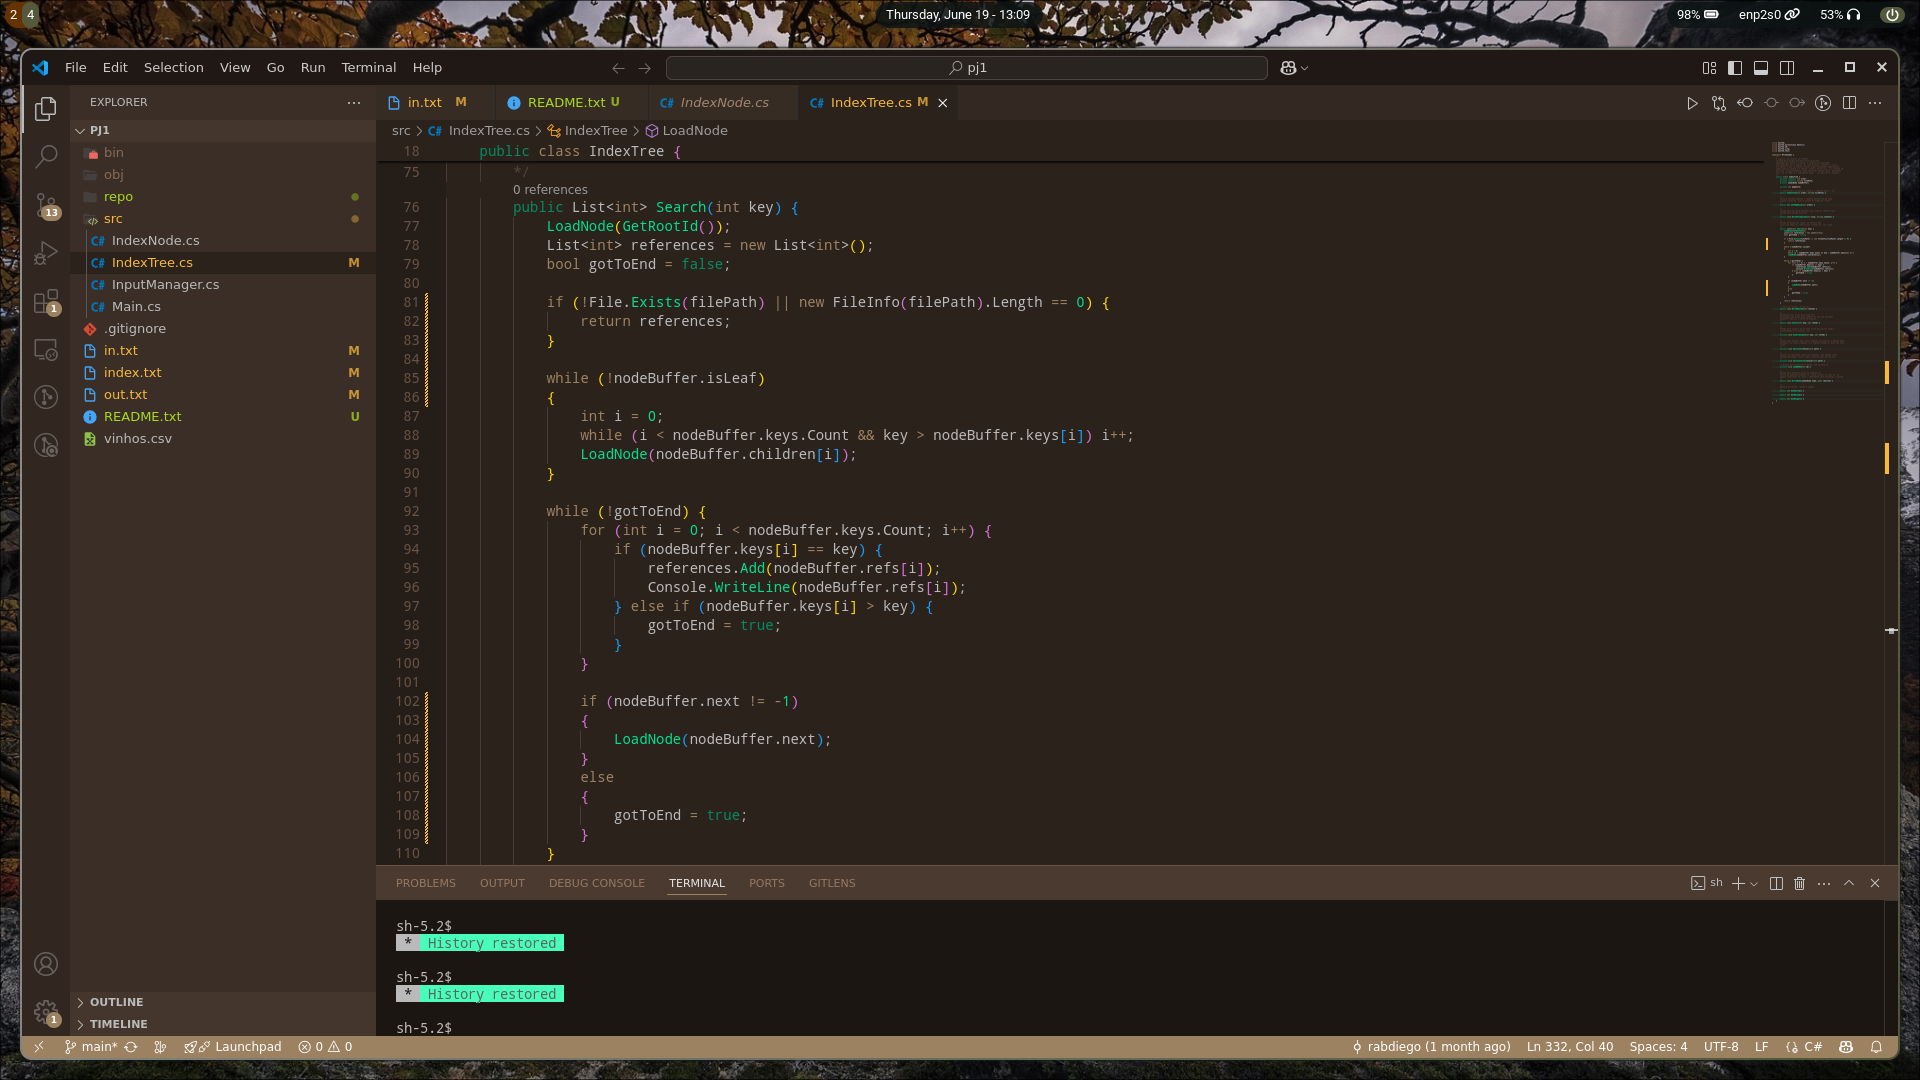 2 4
Thursday, June 19 - 13:09
98% enp2s0 53%
File Edit Selection View Go Run Terminal Help
pj1
EXPLORER
in.txt M README.txt U IndexNode.cs IndexTree.cs M
PJ1
bin
obj
repo
src
IndexNode.cs
IndexTree.cs M
InputManager.cs
Main.cs
.gitignore
in.txt M
index.txt M
out.txt M
README.txt U
vinhos.csv
13
1
1
OUTLINE
TIMELINE
src > IndexTree.cs > IndexTree > LoadNode
18 public class IndexTree {
75 */
0 references
76 public List<int> Search(int key) {
77 LoadNode(GetRootId());
78 List<int> references = new List<int>();
79 bool gotToEnd = false;
80
81 if (!File.Exists(filePath) || new FileInfo(filePath).Length == 0) {
82 return references;
83 }
84
85 while (!nodeBuffer.isLeaf)
86 {
87 int i = 0;
88 while (i < nodeBuffer.keys.Count && key > nodeBuffer.keys[i]) i++;
89 LoadNode(nodeBuffer.children[i]);
90 }
91
92 while (!gotToEnd) {
93 for (int i = 0; i < nodeBuffer.keys.Count; i++) {
94 if (nodeBuffer.keys[i] == key) {
95 references.Add(nodeBuffer.refs[i]);
96 Console.WriteLine(nodeBuffer.refs[i]);
97 } else if (nodeBuffer.keys[i] > key) {
98 gotToEnd = true;
99 }
100 }
101
102 if (nodeBuffer.next != -1)
103 {
104 LoadNode(nodeBuffer.next);
105 }
106 else
107 {
108 gotToEnd = true;
109 }
110 }
PROBLEMS OUTPUT DEBUG CONSOLE TERMINAL PORTS GITLENS
sh
sh-5.2$
* History restored
sh-5.2$
* History restored
sh-5.2$
main* Launchpad 0 0
rabdiego (1 month ago) Ln 332, Col 40 Spaces: 4 UTF-8 LF C#